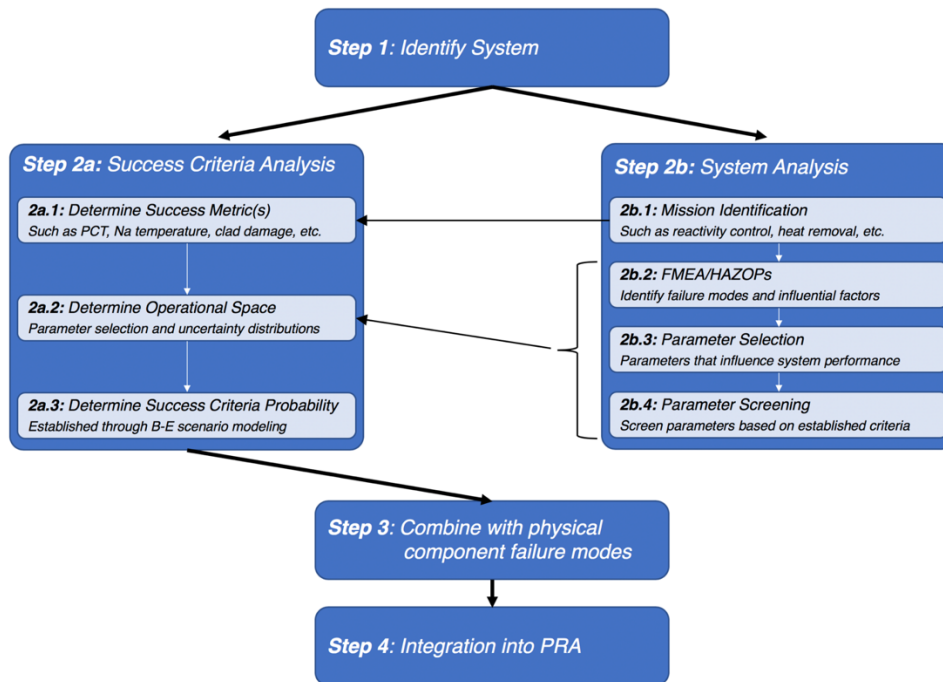 Step 1: Identify System
Step 2a: Success Criteria Analysis
2a.1: Determine Success Metric(s)
Such as PCT, Na temperature, clad damage, etc.
2a.2: Determine Operational Space
Parameter selection and uncertainty distributions
2a.3: Determine Success Criteria Probability
Established through B-E scenario modeling
Step 2b: System Analysis
2b.1: Mission Identification
Such as reactivity control, heat removal, etc.
2b.2: FMEA/HAZOPs
Identify failure modes and influential factors
2b.3: Parameter Selection
Parameters that influence system performance
2b.4: Parameter Screening
Screen parameters based on established criteria
Step 3: Combine with physical
component failure modes
Step 4: Integration into PRA